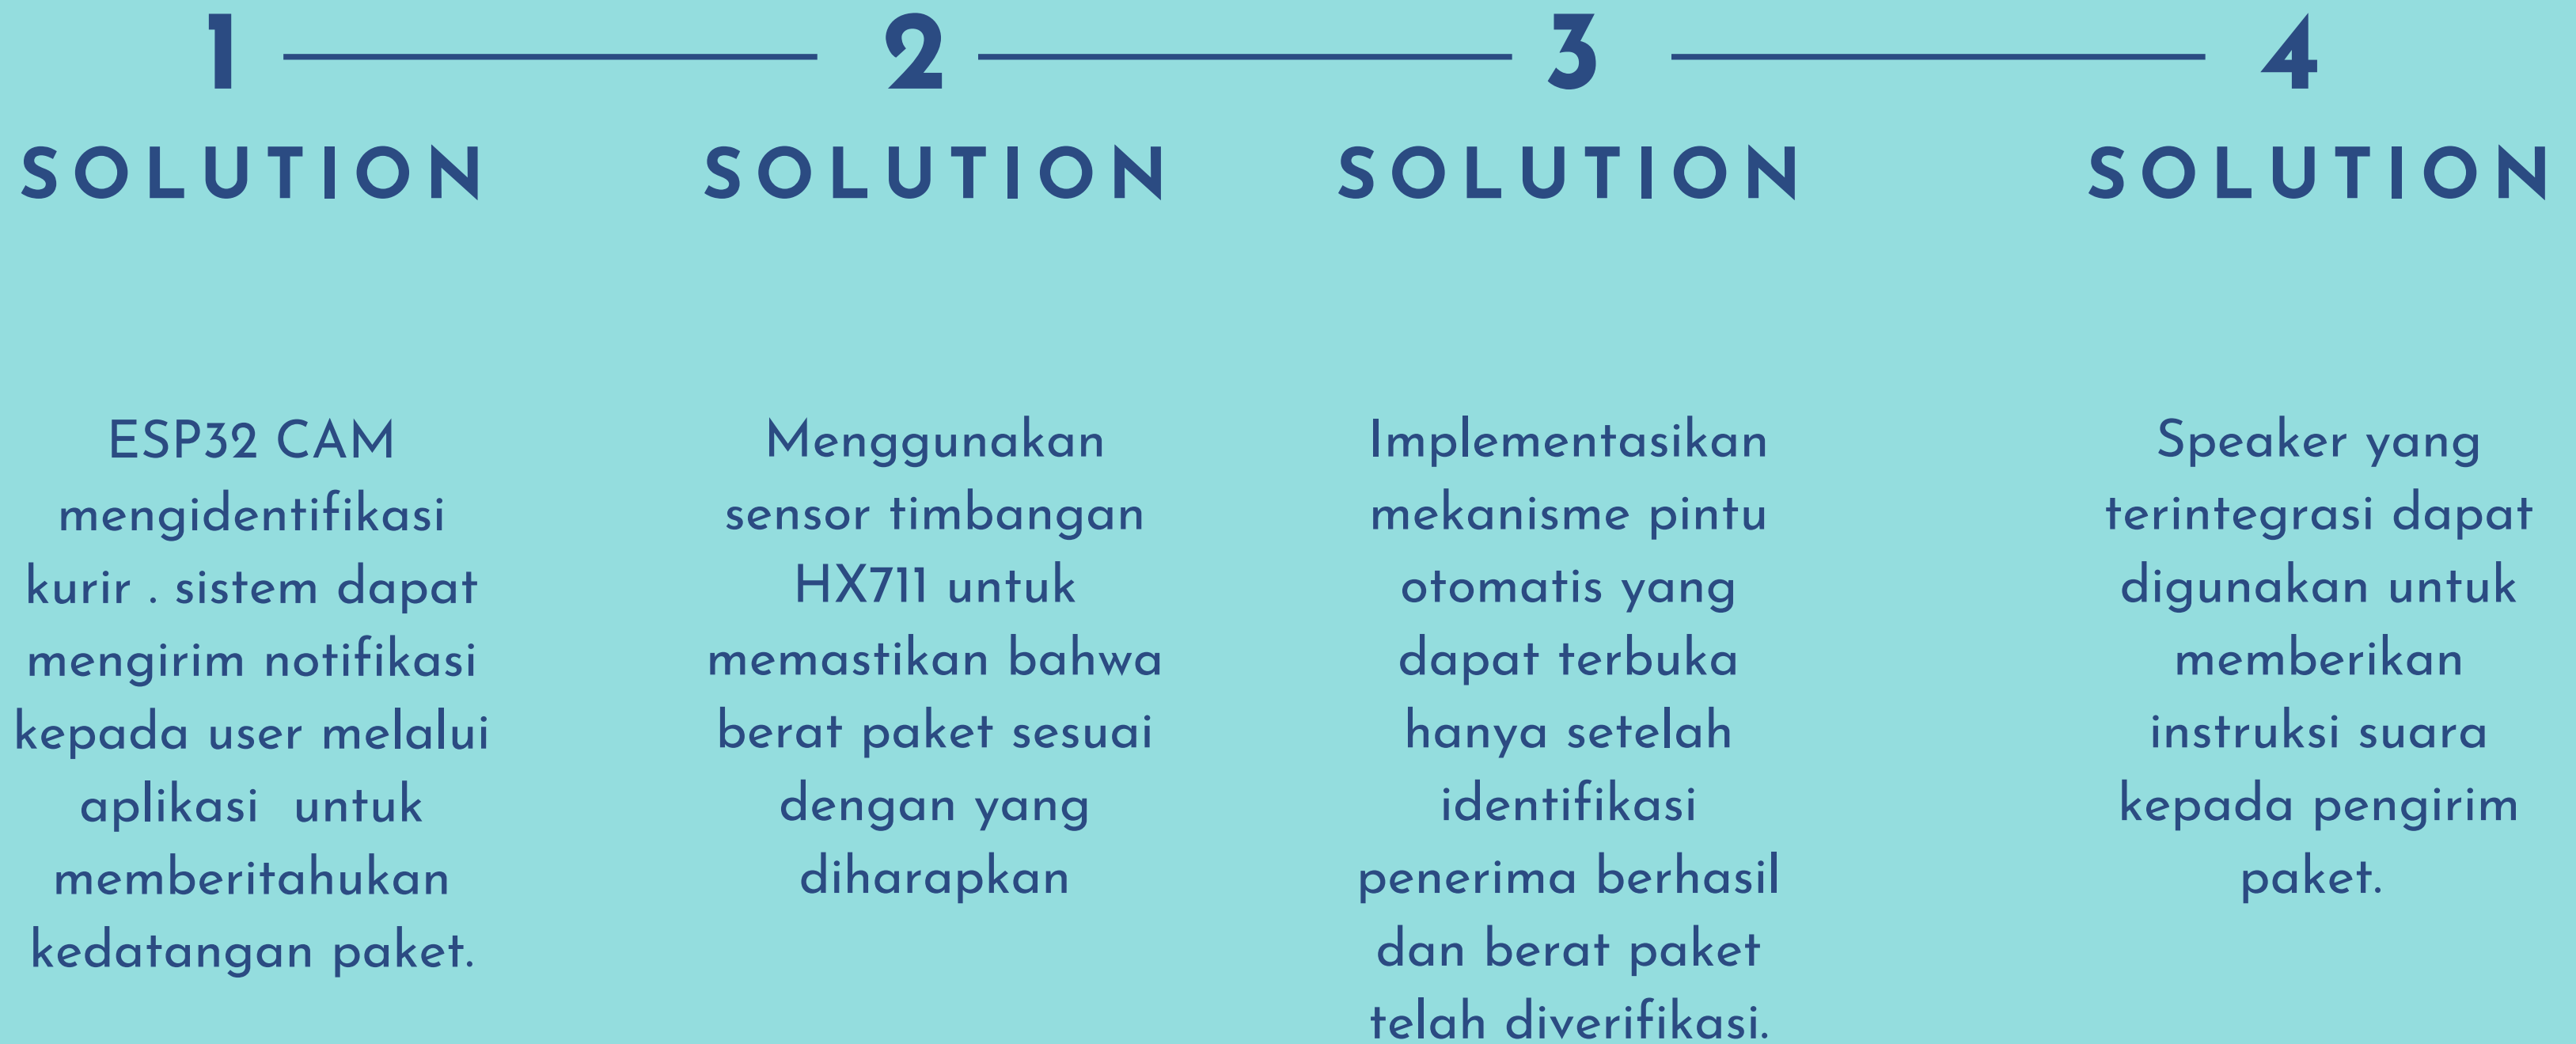 1
SOLUTION
ESP32 CAM
mengidentifikasi
kurir . sistem dapat
mengirim notifikasi
kepada user melalui
aplikasi  untuk
memberitahukan
kedatangan paket.
2
SOLUTION
Menggunakan
sensor timbangan
HX711 untuk
memastikan bahwa
berat paket sesuai
dengan yang
diharapkan
3
SOLUTION
Implementasikan
mekanisme pintu
otomatis yang
dapat terbuka
hanya setelah
identifikasi
penerima berhasil
dan berat paket
telah diverifikasi.
4
SOLUTION
Speaker yang
terintegrasi dapat
digunakan untuk
memberikan
instruksi suara
kepada pengirim
paket.